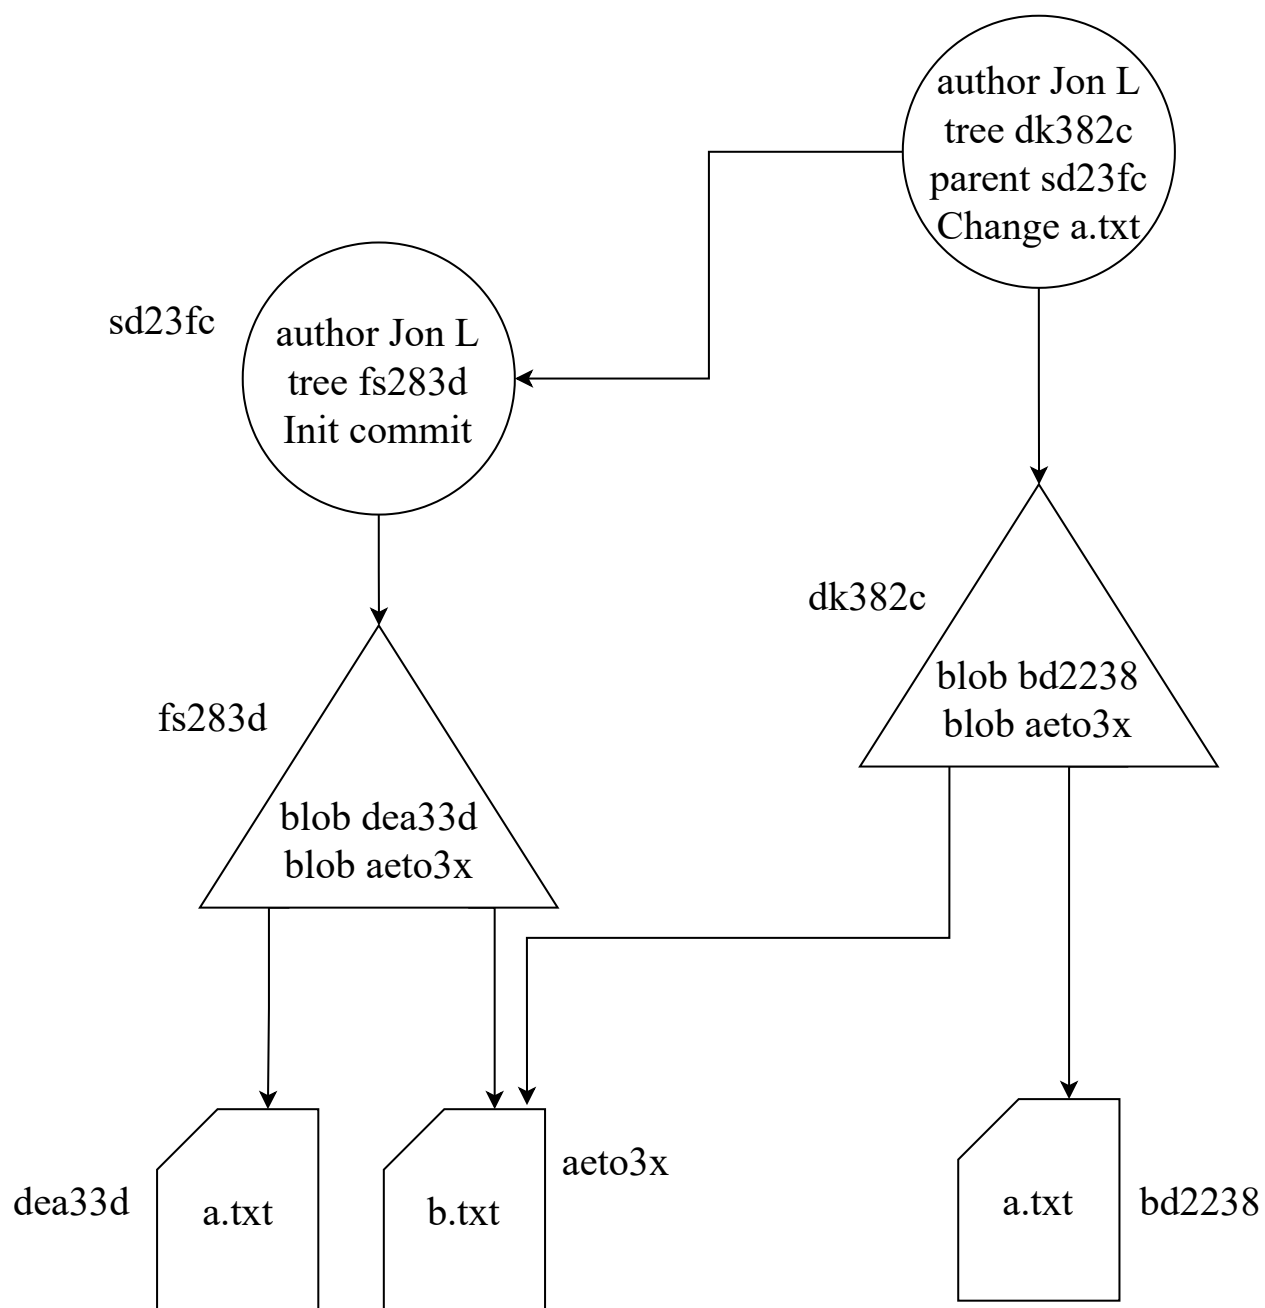 author Jon L
tree dk382c
parent sd23fc
Change a.txt
sd23fc
author Jon L
tree fs283d
Init commit
dk382c
blob bd2238
blob aeto3x
fs283d
blob dea33d
blob aeto3x
dea33d
a.txt
b.txt
aeto3x
a.txt
bd2238